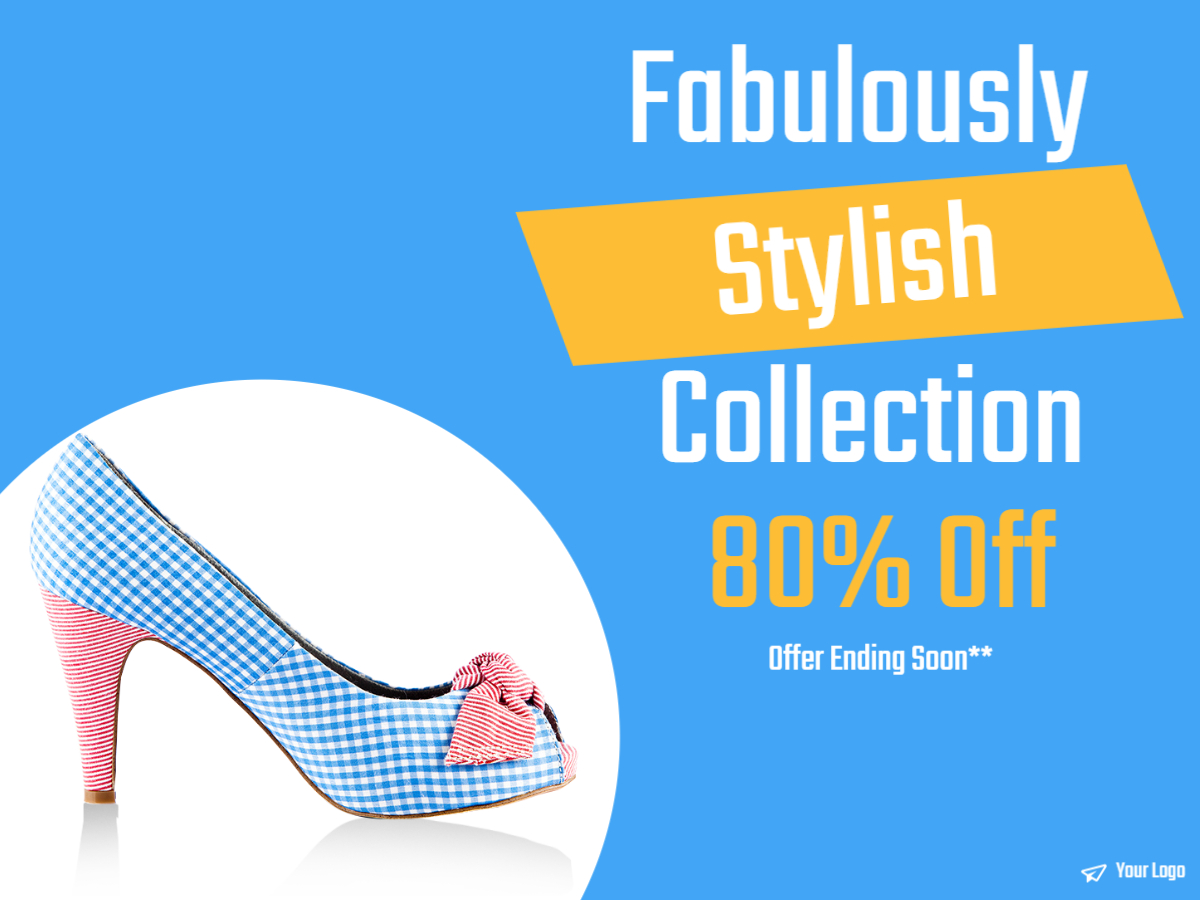 Fabulously
Stylish
Collection
80% Off
Offer Ending Soon**
Your Logo